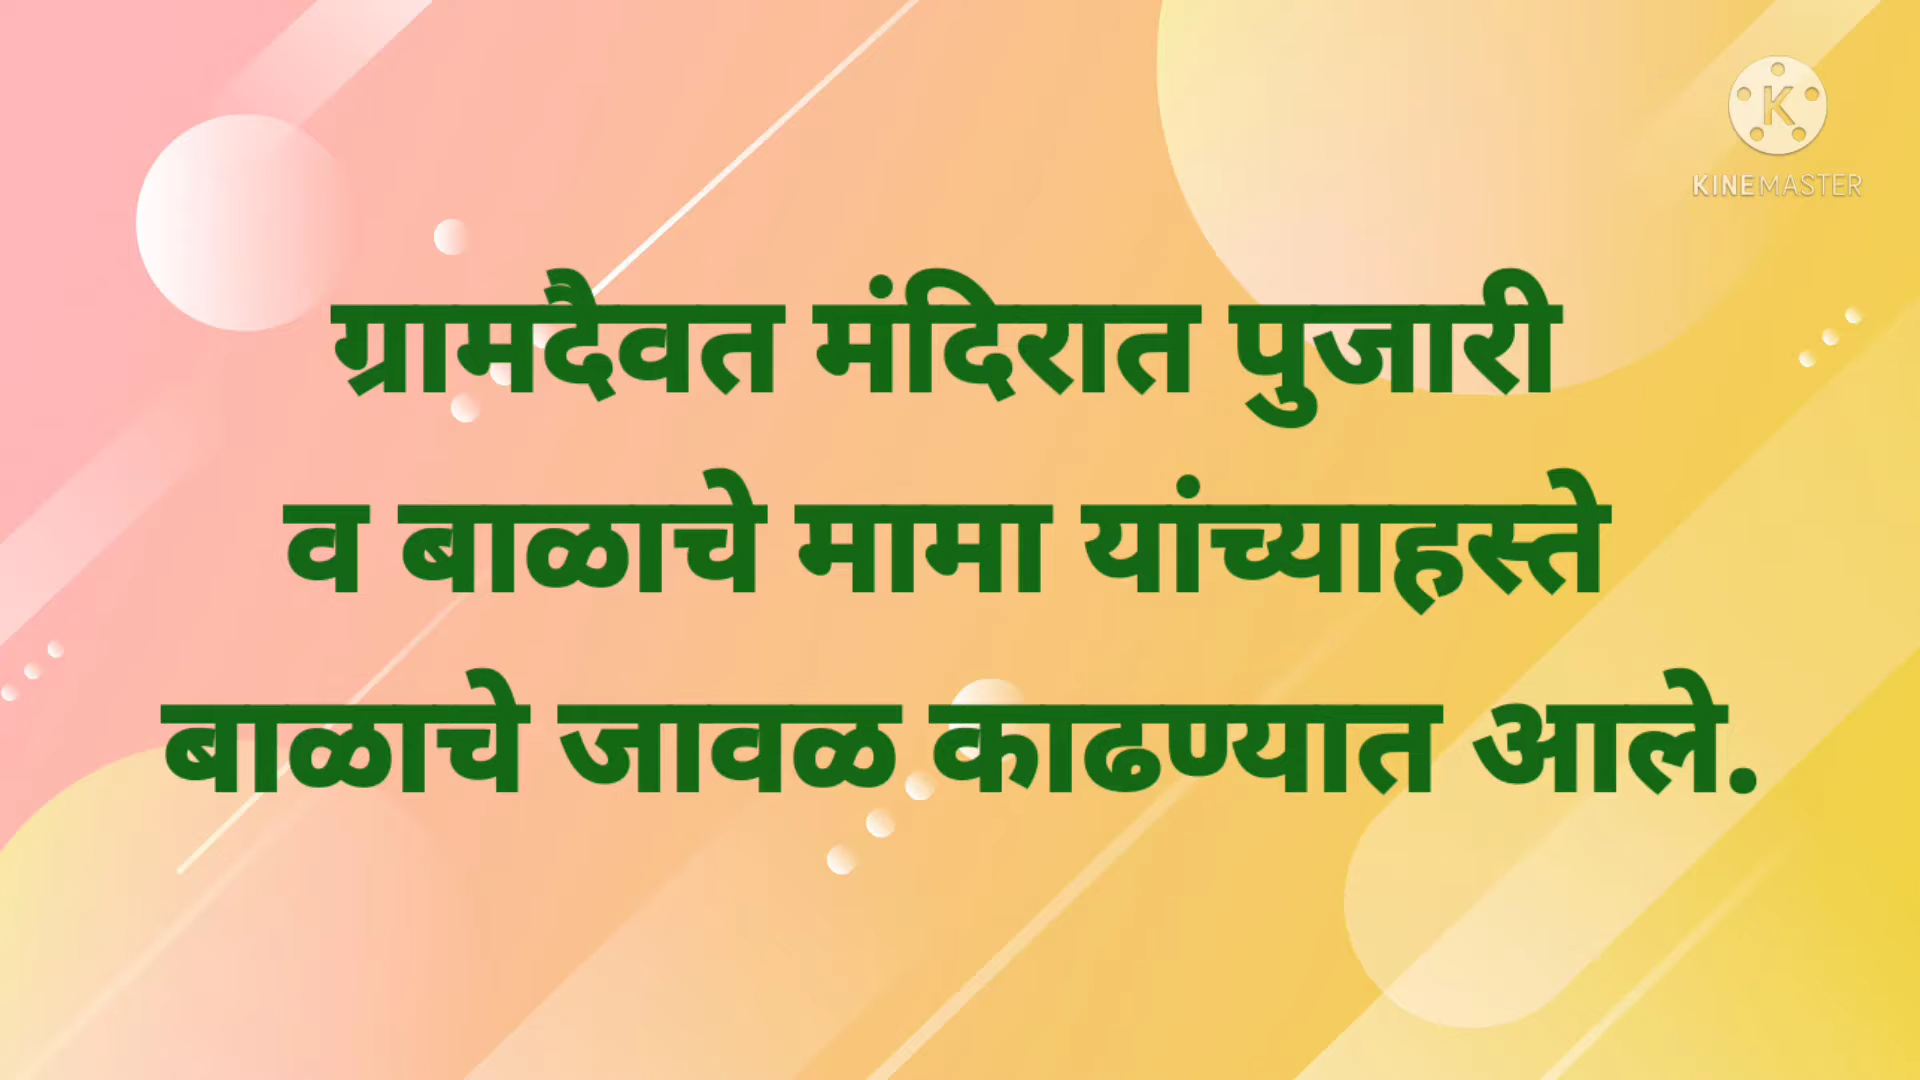 KINEMASTER
ग्रामदैवत मंदिरात पुजारी
व बाळाचे मामा यांच्याहस्ते
बाळाचे जावळ काढण्यात आले.